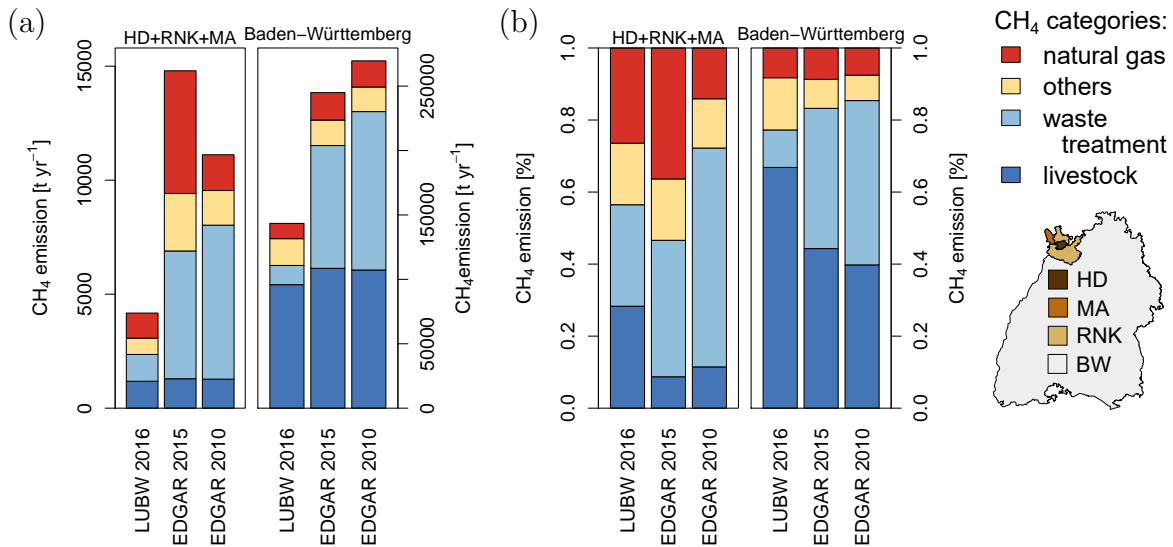 (a)
HD+RNK+MA
Baden−Württemberg
CH₄ emission [t yr⁻¹]
15000
10000
5000
0
250000
150000
50000
0
CH₄emission [t yr⁻¹]
LUBW 2016
EDGAR 2015
EDGAR 2010
LUBW 2016
EDGAR 2015
EDGAR 2010
(b)
HD+RNK+MA
Baden−Württemberg
CH₄ emission [%]
1.0
0.8
0.6
0.4
0.2
0.0
1.0
0.8
0.6
0.4
0.2
0.0
CH₄ emission [%]
LUBW 2016
EDGAR 2015
EDGAR 2010
LUBW 2016
EDGAR 2015
EDGAR 2010
CH₄ categories:
natural gas
others
waste
treatment
livestock
HD
MA
RNK
BW